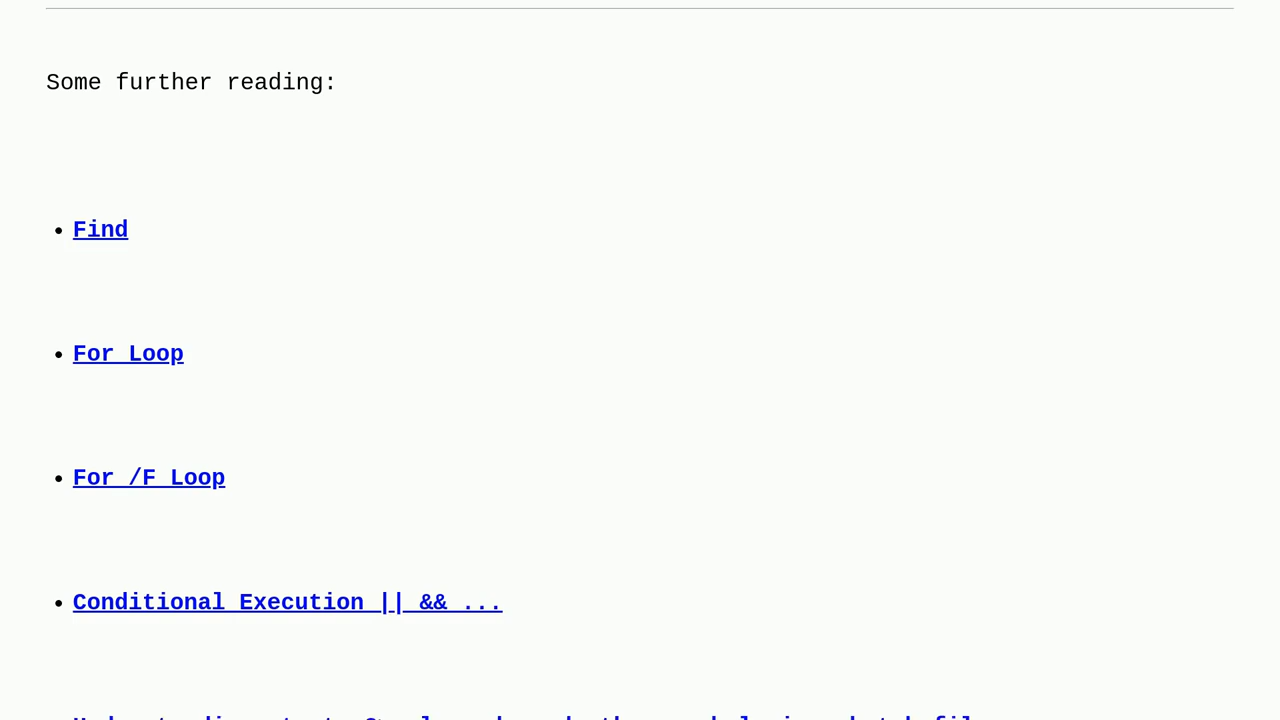 Some further reading:
Find
For Loop
For /F Loop
Conditional Execution || && ...